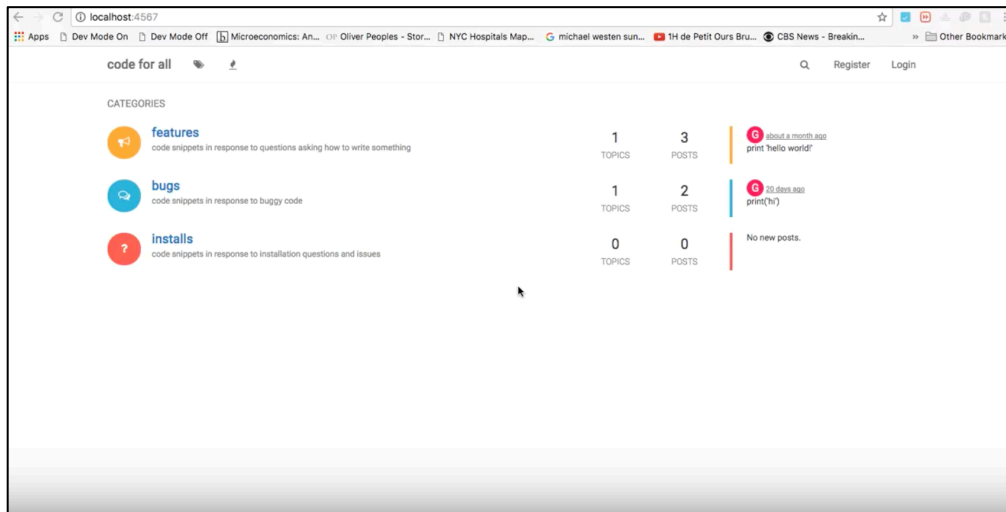 localhost:4567
Apps Dev Mode On Dev Mode Off Microeconomics: An... OP Oliver Peoples - Stor... NYC Hospitals Map... michael westen sun... 1H de Petit Ours Bru... CBS News - Breakin... » Other Bookmark
code for all Register Login
CATEGORIES
features
code snippets in response to questions asking how to write something
1 3
TOPICS POSTS
G about a month ago
print 'hello world!'
bugs
code snippets in response to buggy code
1 2
TOPICS POSTS
G 20 days ago
print('hi')
?
installs
code snippets in response to installation questions and issues
0 0
TOPICS POSTS
No new posts.